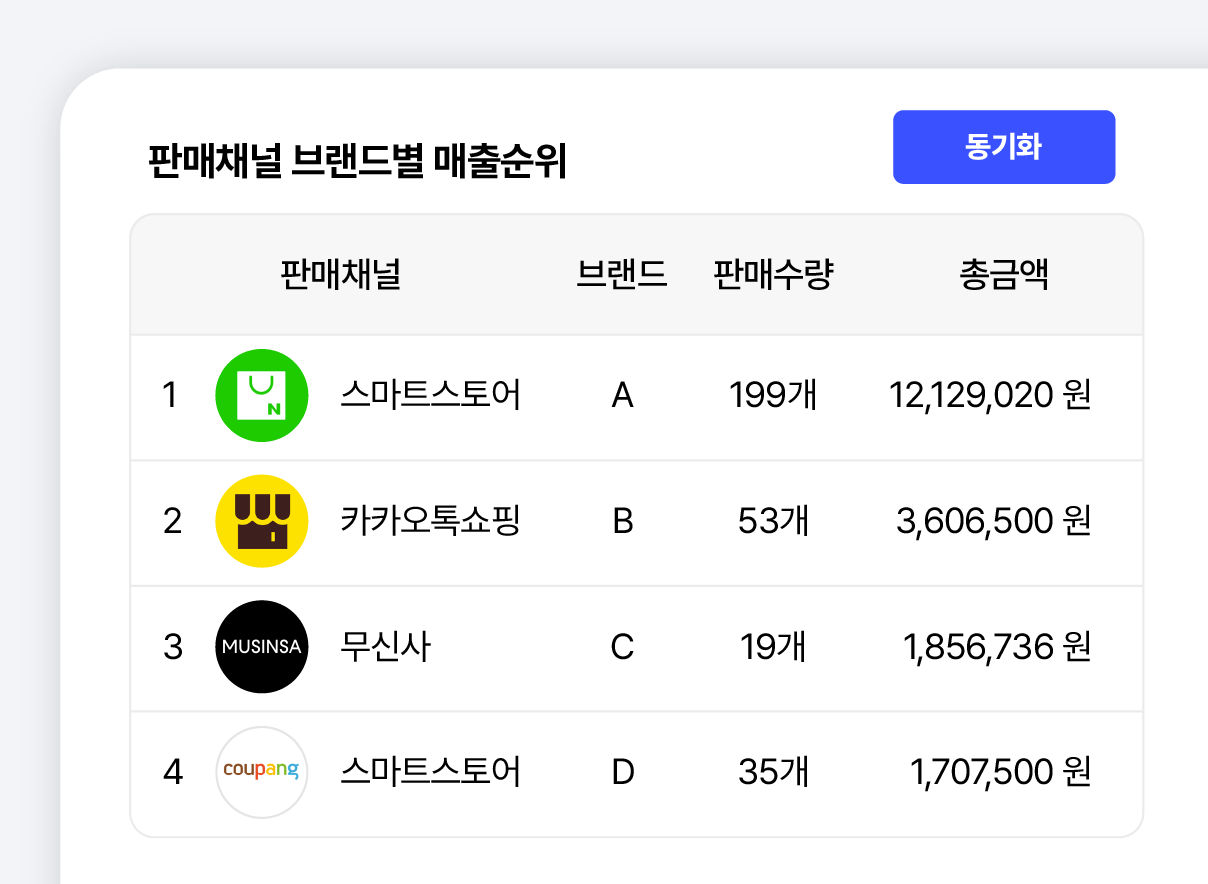 판매채널 브랜드별 매출순위
동기화
판매채널 브랜드 판매수량 총금액
1 N 스마트스토어 A 199개 12,129,020 원
2 카카오톡쇼핑 B 53개 3,606,500 원
3 MUSINSA 무신사 C 19개 1,856,736 원
4 coupang 스마트스토어 D 35개 1,707,500 원